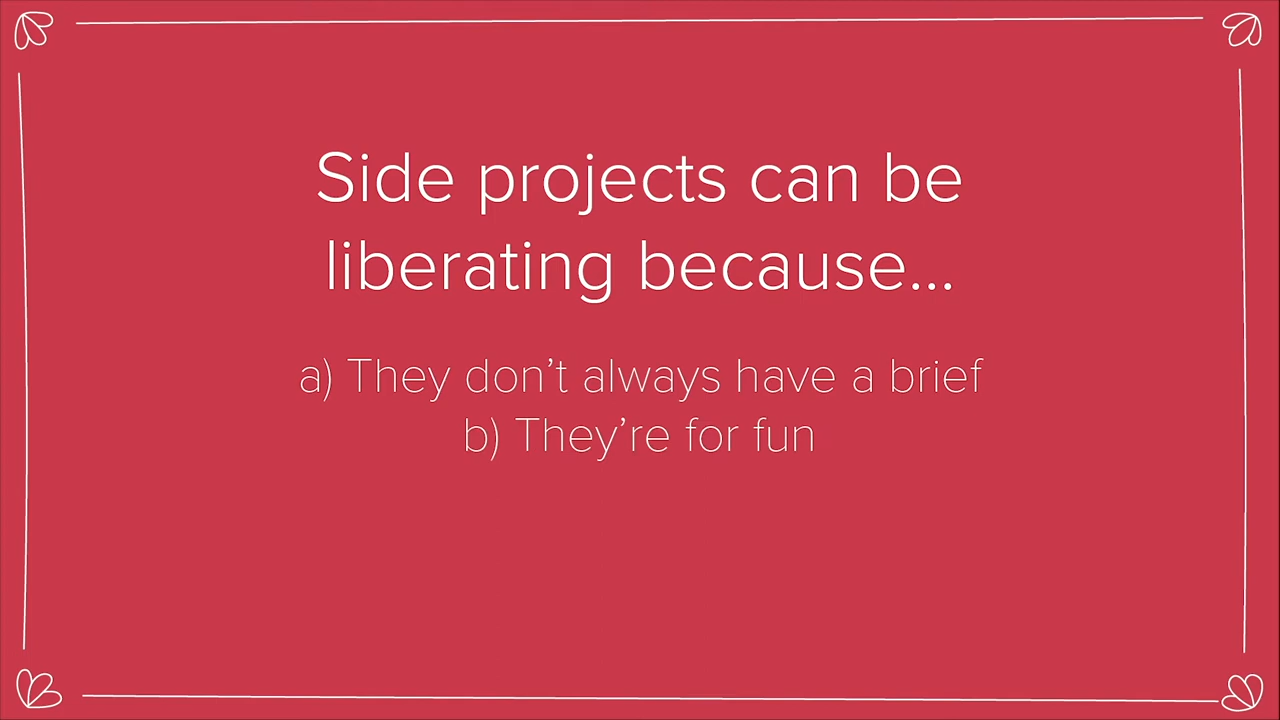 Side projects can be
liberating because...
a) They don’t always have a brief
b) They’re for fun